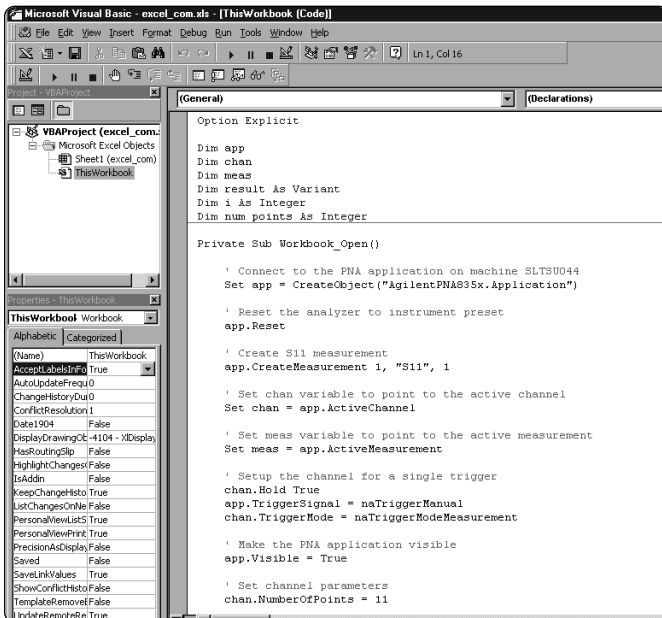 Microsoft Visual Basic - excel_com.xls - [ThisWorkbook (Code)]
File Edit View Insert Format Debug Run Tools Window Help
Ln 1, Col 16
Project - VBAProject
VBAProject (excel_com.
Microsoft Excel Objects
Sheet1 (excel_com)
ThisWorkbook
Properties - ThisWorkbook
ThisWorkbook Workbook
Alphabetic Categorized
(Name) ThisWorkbook
AcceptLabelsInFo True
AutoUpdateFrequ 0
ChangeHistoryDu 0
ConflictResolution 1
Date1904 False
DisplayDrawingOb -4104 - XlDisplay
HasRoutingSlip False
HighlightChanges False
IsAddin False
KeepChangeHisto True
ListChangesOnNe False
PersonalViewListS True
PersonalViewPrint True
PrecisionAsDisplay False
Saved False
SaveLinkValues True
ShowConflictHisto False
TemplateRemoveE False
UpdateRemoteRe True
(General) (Declarations)
Option Explicit
Dim app
Dim chan
Dim meas
Dim result As Variant
Dim i As Integer
Dim num points As Integer
Private Sub Workbook_Open()
' Connect to the PNA application on machine SLTSU044
Set app = CreateObject("AgilentPNA835x.Application")
' Reset the analyzer to instrument preset
app.Reset
' Create S11 measurement
app.CreateMeasurement 1, "S11", 1
' Set chan variable to point to the active channel
Set chan = app.ActiveChannel
' Set meas variable to point to the active measurement
Set meas = app.ActiveMeasurement
' Setup the channel for a single trigger
chan.Hold True
app.TriggerSignal = naTriggerManual
chan.TriggerMode = naTriggerModeMeasurement
' Make the PNA application visible
app.Visible = True
' Set channel parameters
chan.NumberOfPoints = 11